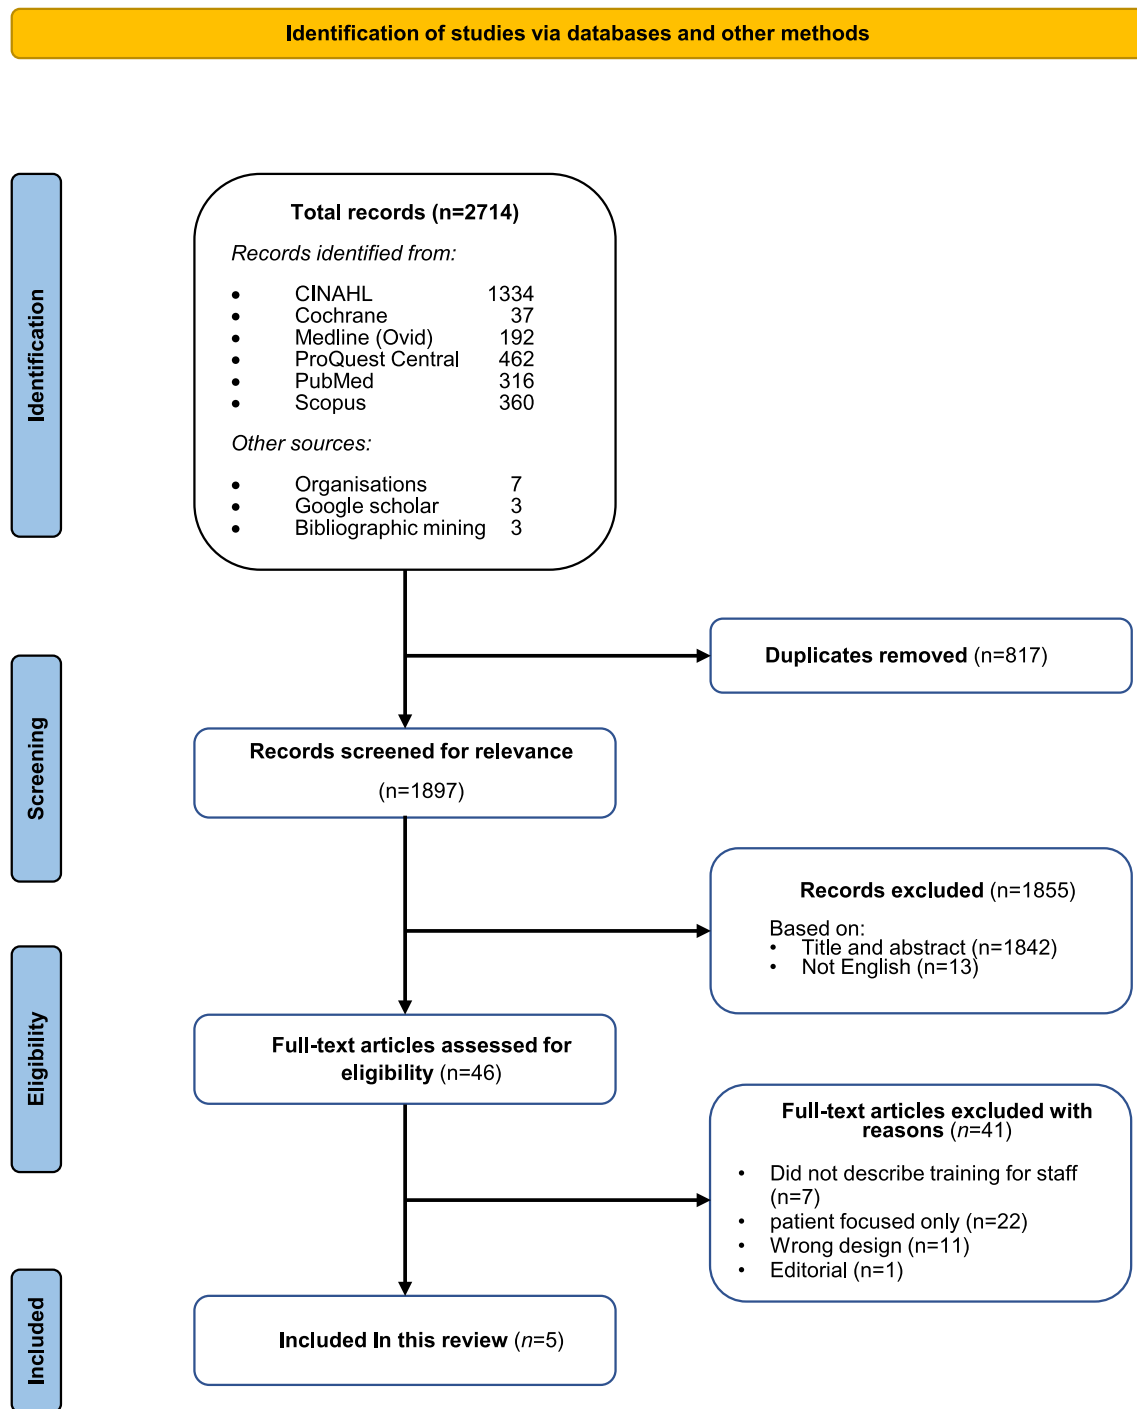 Identification of studies via databases and other methods
Identification
Total records (n=2714)
Records identified from:
• CINAHL 1334
• Cochrane 37
• Medline (Ovid) 192
• ProQuest Central 462
• PubMed 316
• Scopus 360
Other sources:
• Organisations 7
• Google scholar 3
• Bibliographic mining 3
Screening
Duplicates removed (n=817)
Records screened for relevance
(n=1897)
Records excluded (n=1855)
Based on:
• Title and abstract (n=1842)
• Not English (n=13)
Eligibility
Full-text articles assessed for
eligibility (n=46)
Full-text articles excluded with
reasons (n=41)
• Did not describe training for staff
(n=7)
• patient focused only (n=22)
• Wrong design (n=11)
• Editorial (n=1)
Included
Included In this review (n=5)